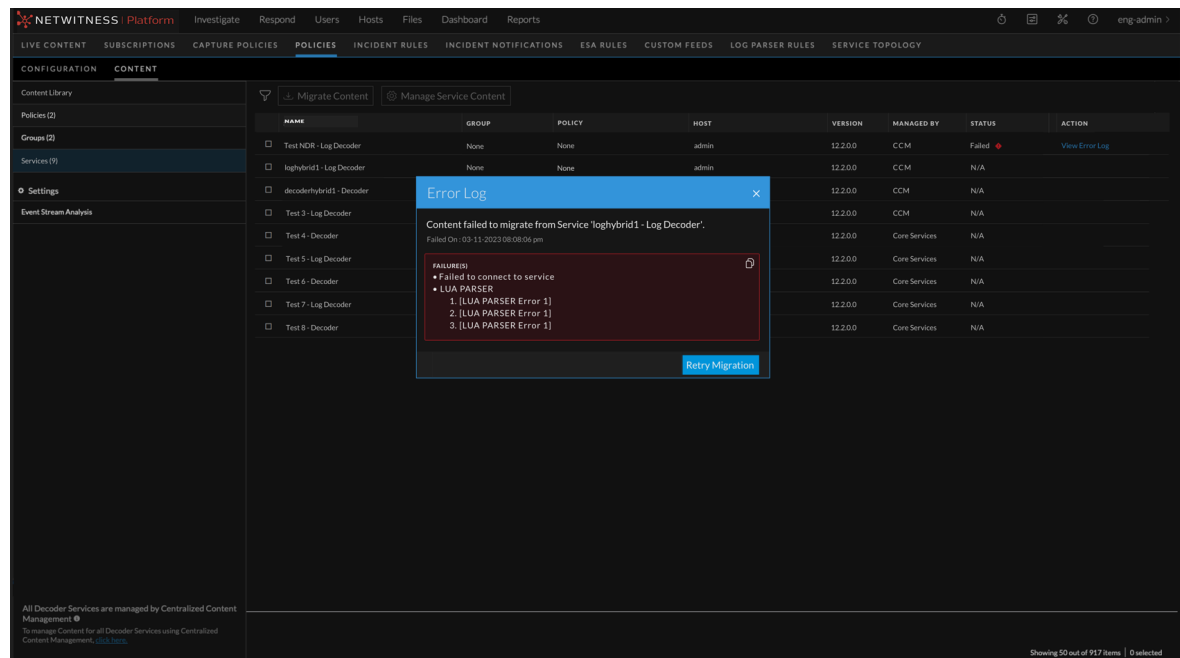 NETWITNESS | Platform Investigate Respond Users Hosts Files Dashboard Reports eng-admin >
LIVE CONTENT SUBSCRIPTIONS CAPTURE POLICIES POLICIES INCIDENT RULES INCIDENT NOTIFICATIONS ESA RULES CUSTOM FEEDS LOG PARSER RULES SERVICE TOPOLOGY
CONFIGURATION CONTENT
Content Library
Policies (2)
Groups (2)
Services (9)
Settings
Event Stream Analysis
Migrate Content Manage Service Content
NAME GROUP POLICY HOST VERSION MANAGED BY STATUS ACTION
Test NDR - Log Decoder None None admin 12.2.0.0 CCM Failed View Error Log
loghybrid1 - Log Decoder None None admin 12.2.0.0 CCM N/A
decoderhybrid1 - Decoder 12.2.0.0 CCM N/A
Test 3 - Log Decoder 12.2.0.0 CCM N/A
Test 4 - Decoder 12.2.0.0 Core Services N/A
Test 5 - Log Decoder 12.2.0.0 Core Services N/A
Test 6 - Decoder 12.2.0.0 Core Services N/A
Test 7 - Log Decoder 12.2.0.0 Core Services N/A
Test 8 - Decoder 12.2.0.0 Core Services N/A
Error Log ×
Content failed to migrate from Service 'loghybrid1 - Log Decoder'.
Failed On : 03-11-2023 08:08:06 pm
FAILURE(S)
• Failed to connect to service
• LUA PARSER
1. [LUA PARSER Error 1]
2. [LUA PARSER Error 1]
3. [LUA PARSER Error 1]
Retry Migration
All Decoder Services are managed by Centralized Content
Management
To manage Content for all Decoder Services using Centralized
Content Management, click here.
Showing 50 out of 917 items | 0 selected